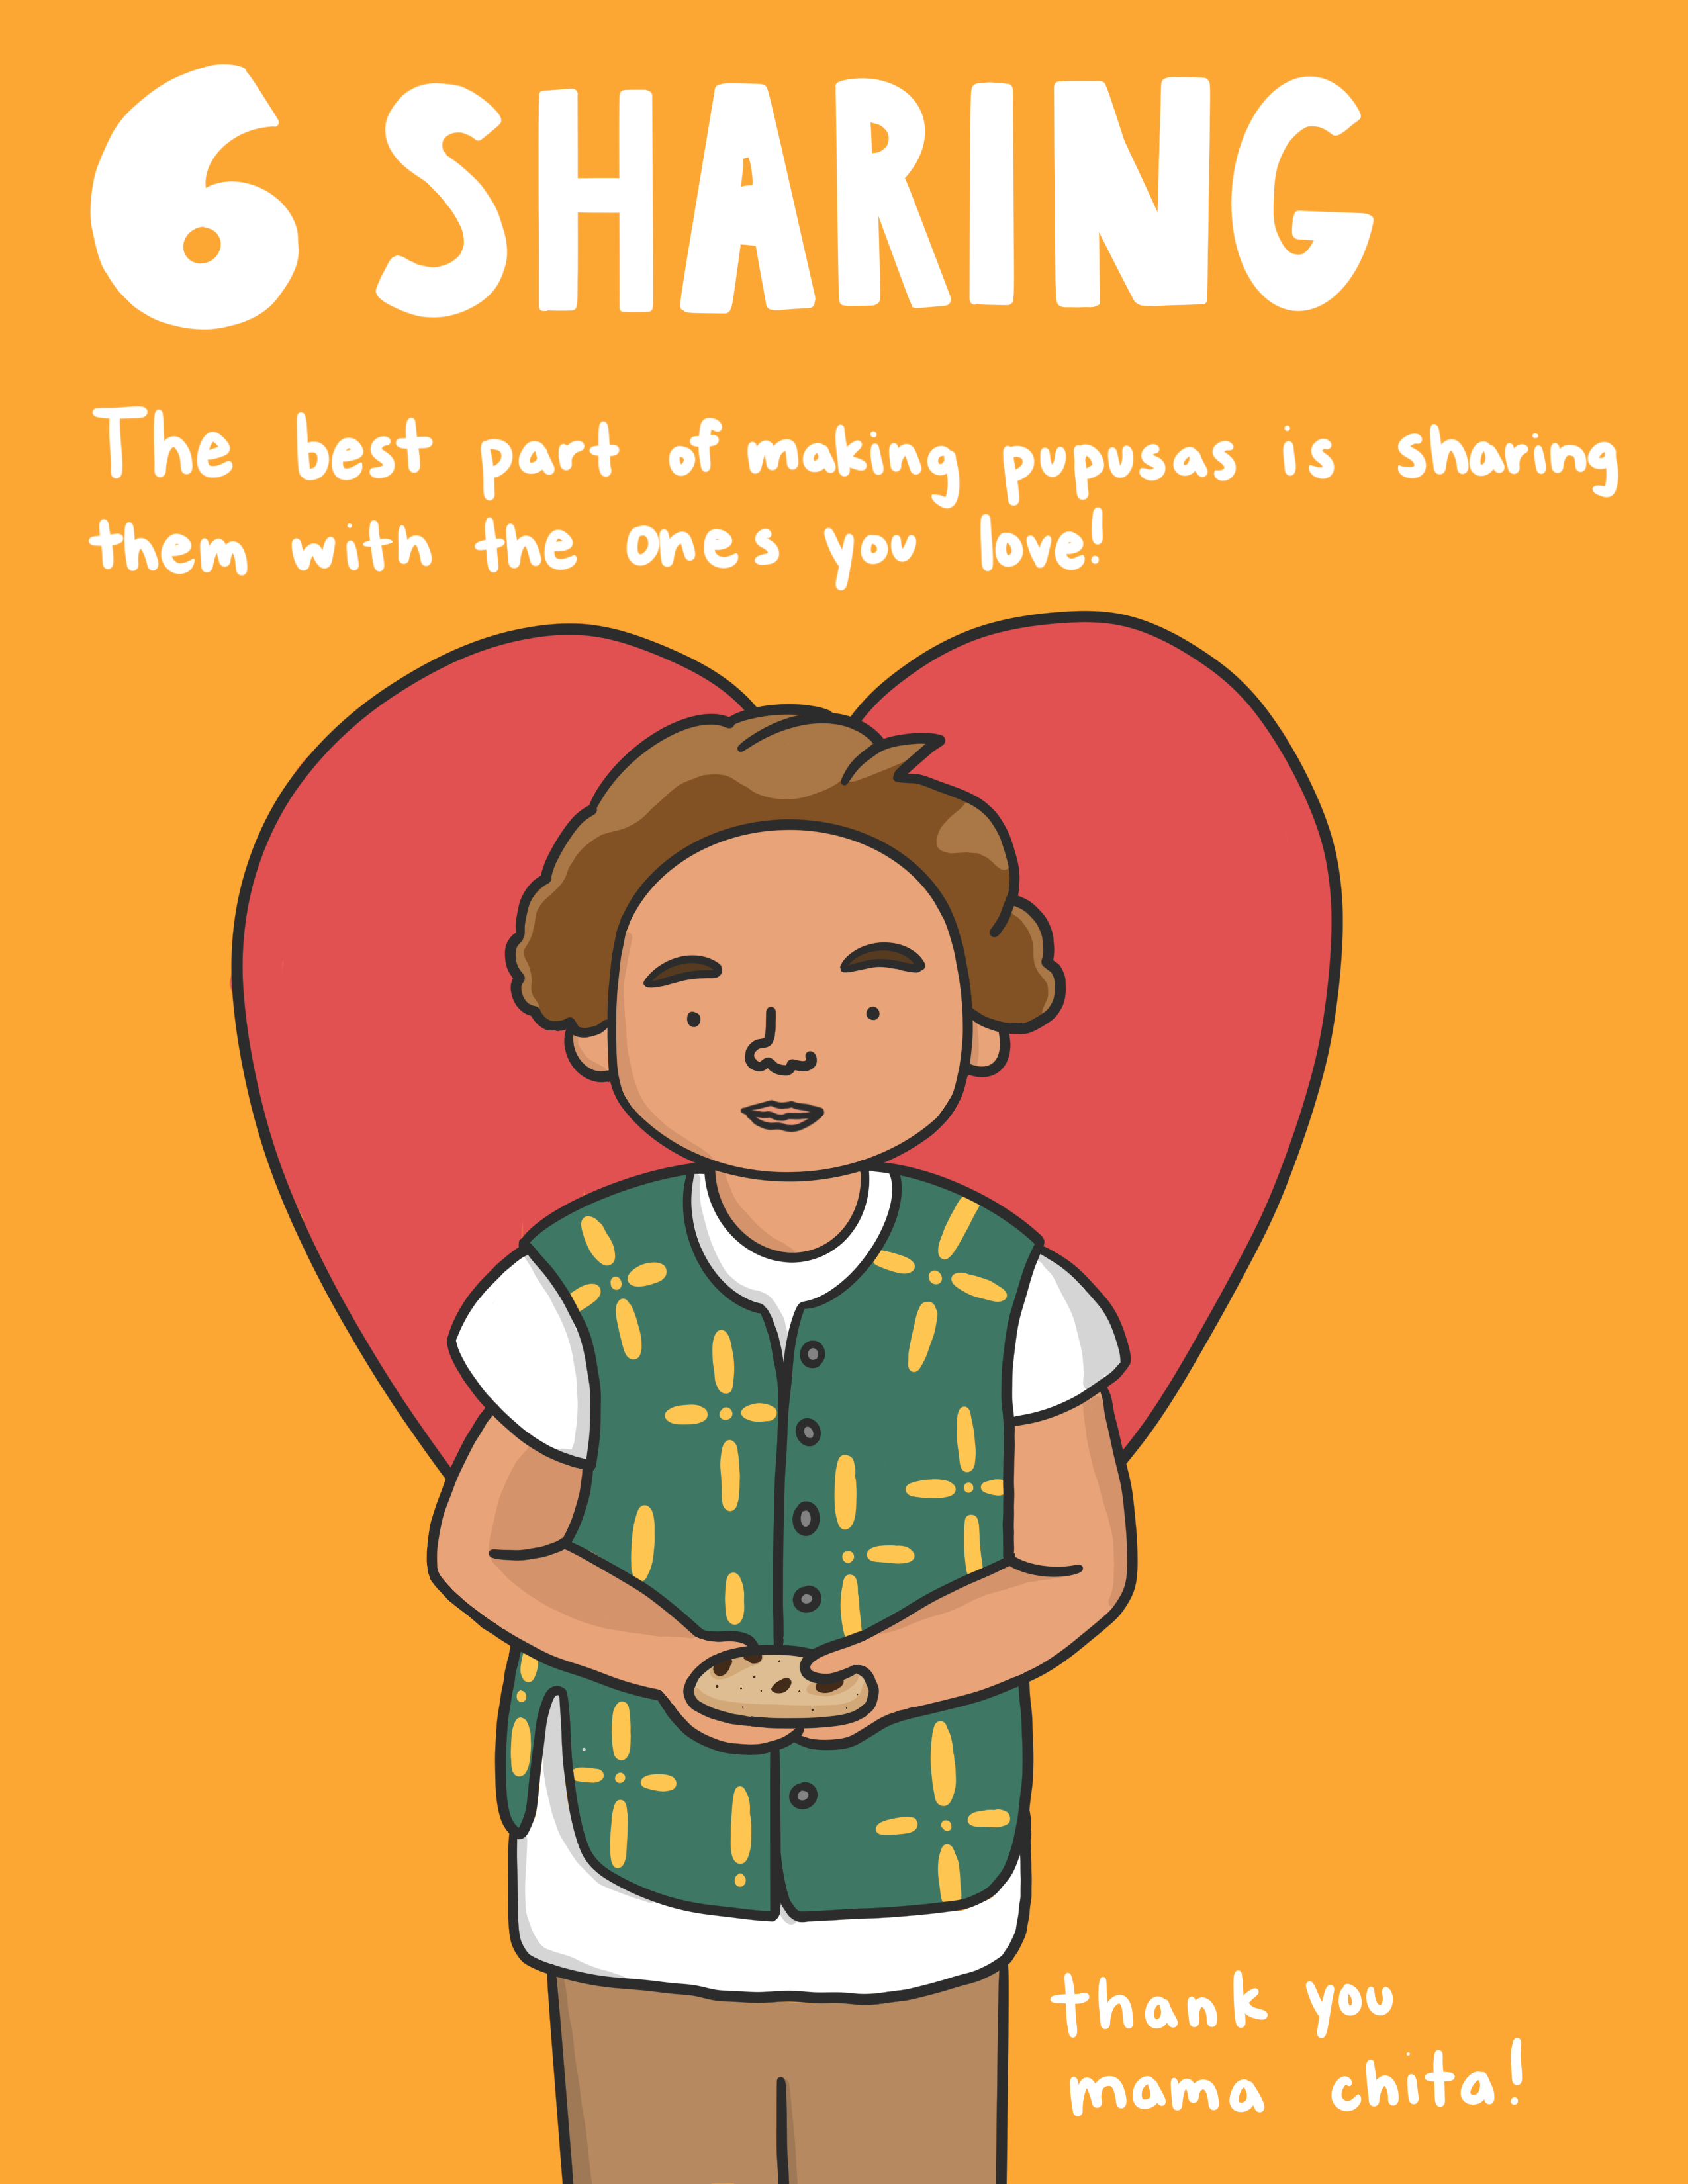 6 SHARING
The best part of making pupusas is sharing
them with the ones you love!
thank you
mama chita!